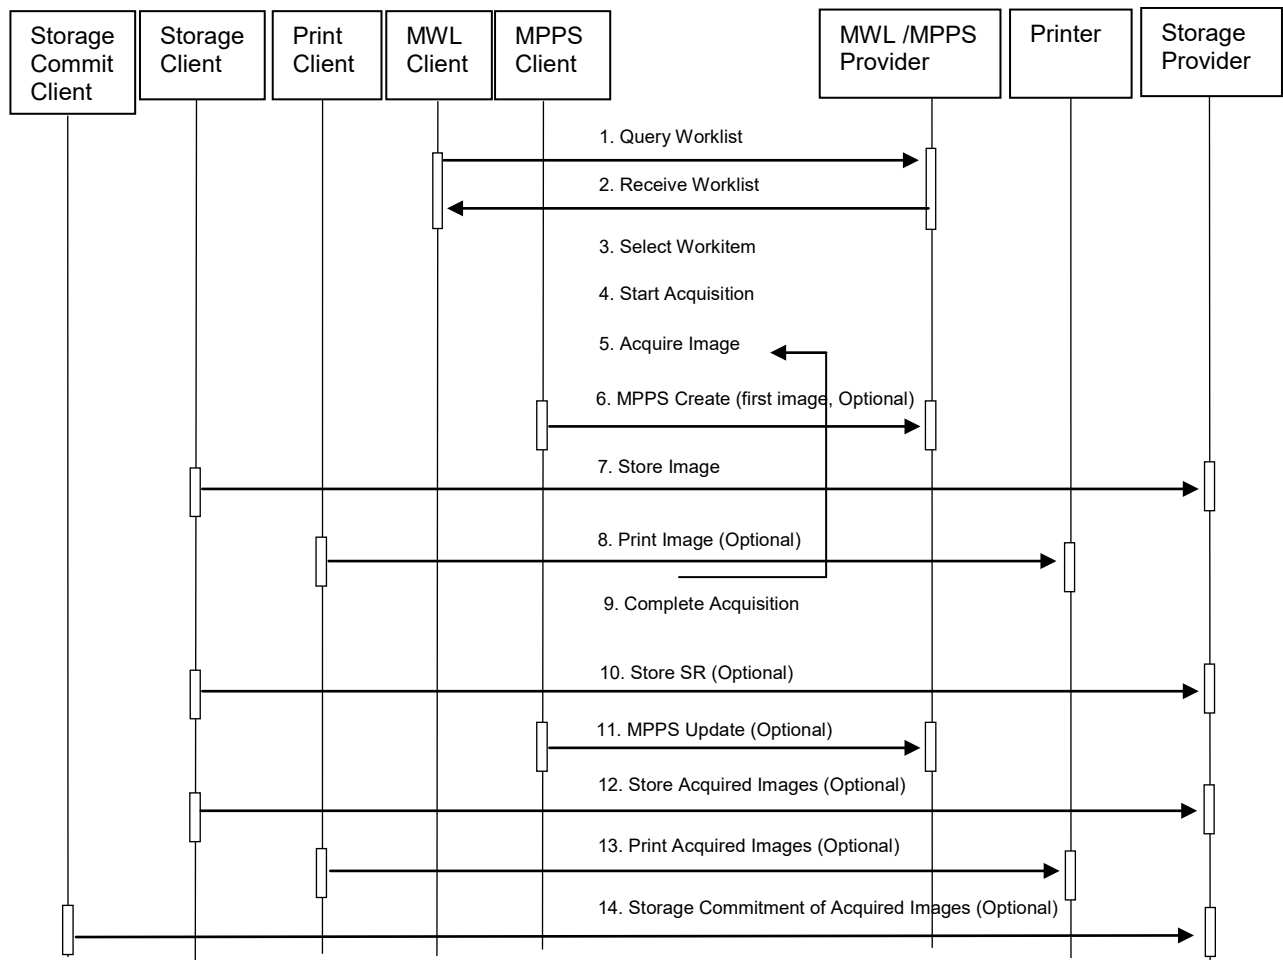 Storage
Commit
Client
Storage
Client
Print
Client
MWL
Client
MPPS
Client
MWL /MPPS
Provider
Printer
Storage
Provider
1. Query Worklist
2. Receive Worklist
3. Select Workitem
4. Start Acquisition
5. Acquire Image
6. MPPS Create (first image, Optional)
7. Store Image
8. Print Image (Optional)
9. Complete Acquisition
10. Store SR (Optional)
11. MPPS Update (Optional)
12. Store Acquired Images (Optional)
13. Print Acquired Images (Optional)
14. Storage Commitment of Acquired Images (Optional)